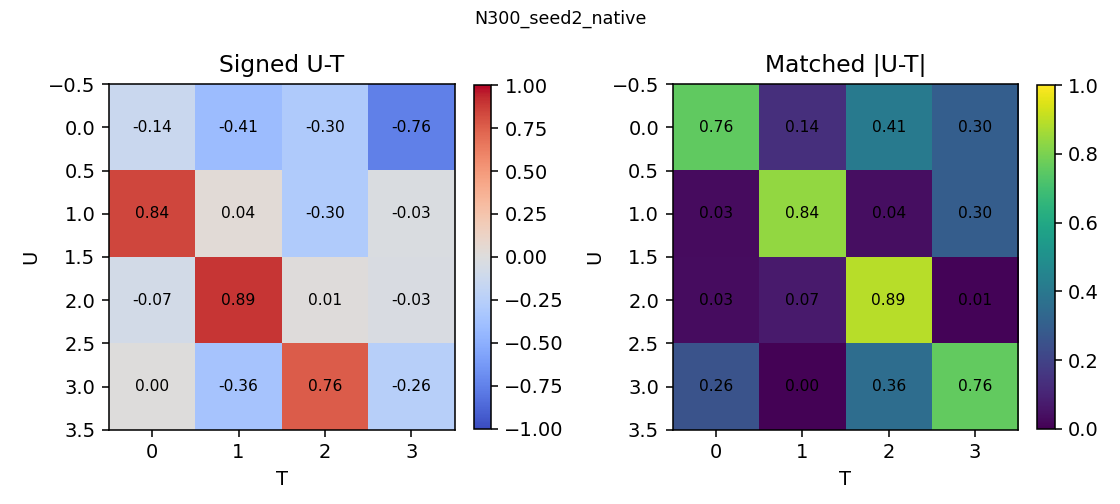 N300_seed2_native
Signed U-T
Matched |U-T|
−0.5
0.0
0.5
1.0
1.5
2.0
2.5
3.0
3.5
U
-0.14 -0.41 -0.30 -0.76
0.84 0.04 -0.30 -0.03
-0.07 0.89 0.01 -0.03
0.00 -0.36 0.76 -0.26
0 1 2 3
T
1.00
0.75
0.50
0.25
0.00
−0.25
−0.50
−0.75
−1.00
−0.5
0.0
0.5
1.0
1.5
2.0
2.5
3.0
3.5
U
0.76 0.14 0.41 0.30
0.03 0.84 0.04 0.30
0.03 0.07 0.89 0.01
0.26 0.00 0.36 0.76
0 1 2 3
T
1.0
0.8
0.6
0.4
0.2
0.0